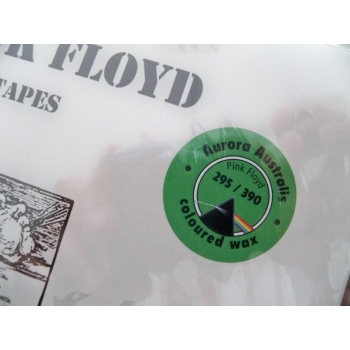 K FLOYD
TAPES
Aurora Australis
Pink Floyd
295 / 390
coloured wax